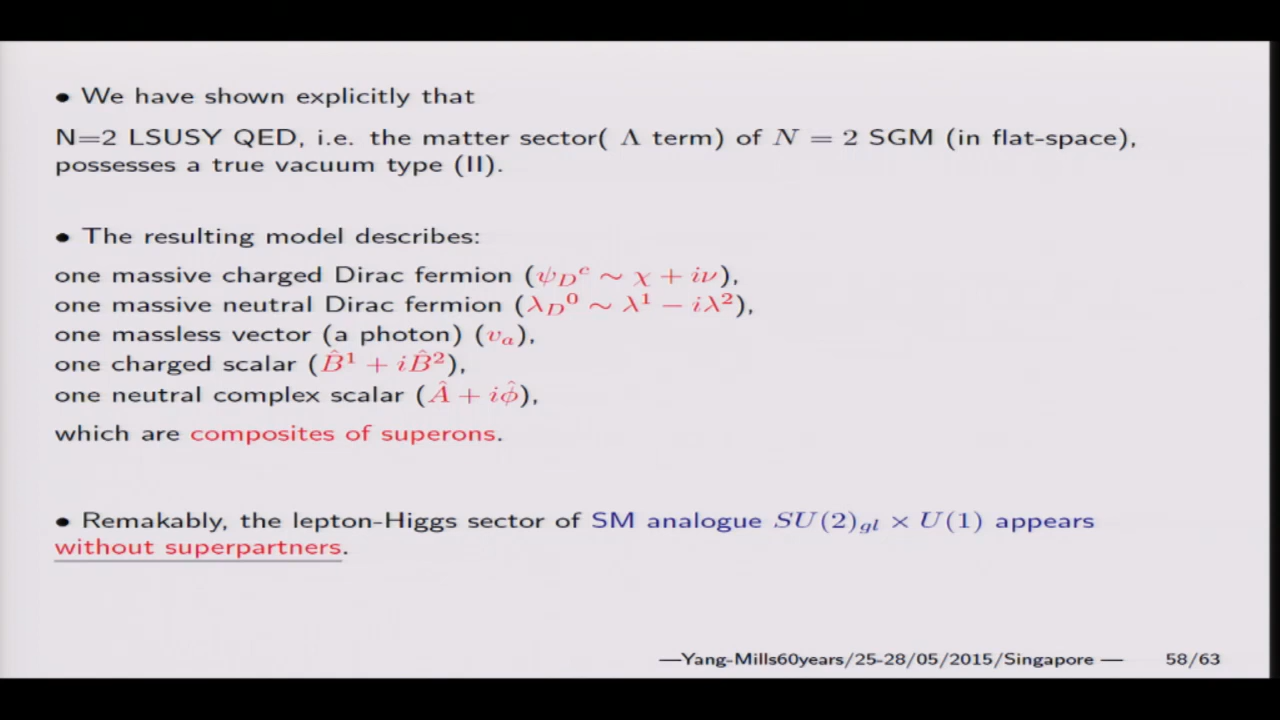 • We have shown explicitly that
N=2 LSUSY QED, i.e. the matter sector( Λ term) of N = 2 SGM (in flat-space),
possesses a true vacuum type (II).
• The resulting model describes:
one massive charged Dirac fermion (ψ_D^c ∼ χ + iν),
one massive neutral Dirac fermion (λ_D^0 ∼ λ^1 − iλ^2),
one massless vector (a photon) (v_a),
one charged scalar (B̂^1 + iB̂^2),
one neutral complex scalar (Â + iφ̂),
which are composites of superons.
• Remakably, the lepton-Higgs sector of SM analogue SU(2)_gl × U(1) appears
without superpartners.
—Yang-Mills60years/25-28/05/2015/Singapore — 58/63